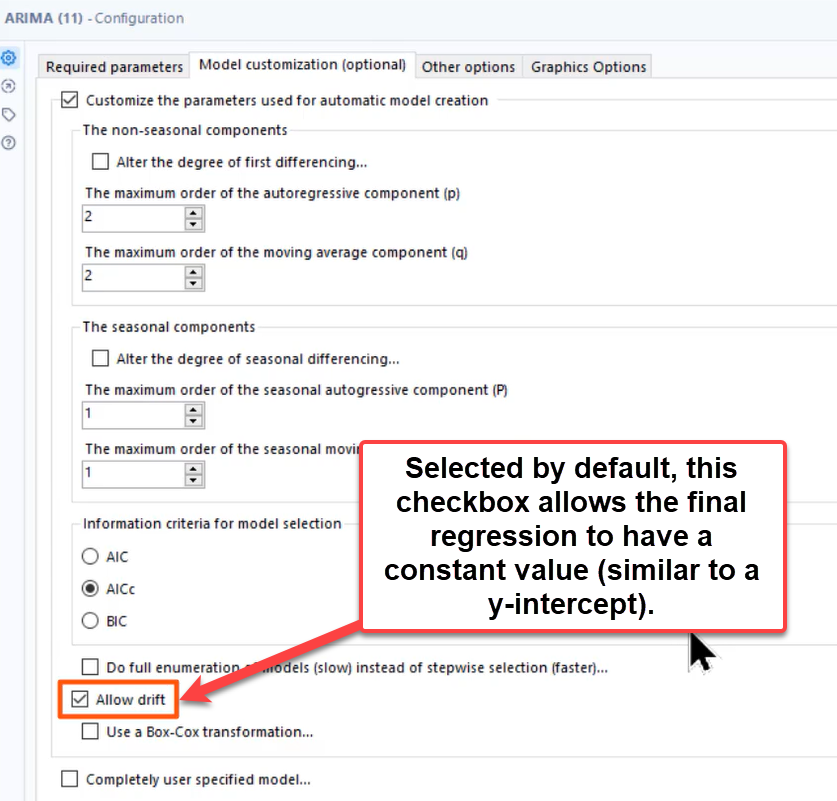 ARIMA (11) - Configuration
Required parameters
Model customization (optional)
Other options
Graphics Options
Customize the parameters used for automatic model creation
The non-seasonal components
Alter the degree of first differencing...
The maximum order of the autoregressive component (p)
2
The maximum order of the moving average component (q)
2
The seasonal components
Alter the degree of seasonal differencing...
The maximum order of the seasonal autogressive component (P)
1
The maximum order of the seasonal
1
Selected by default, this
checkbox allows the final
regression to have a
constant value (similar to a
y-intercept).
Information criteria for model selection
AIC
AICc
BIC
Do full enumeration of models (slow) instead of stepwise selection (faster)...
Allow drift
Use a Box-Cox transformation...
Completely user specified model...